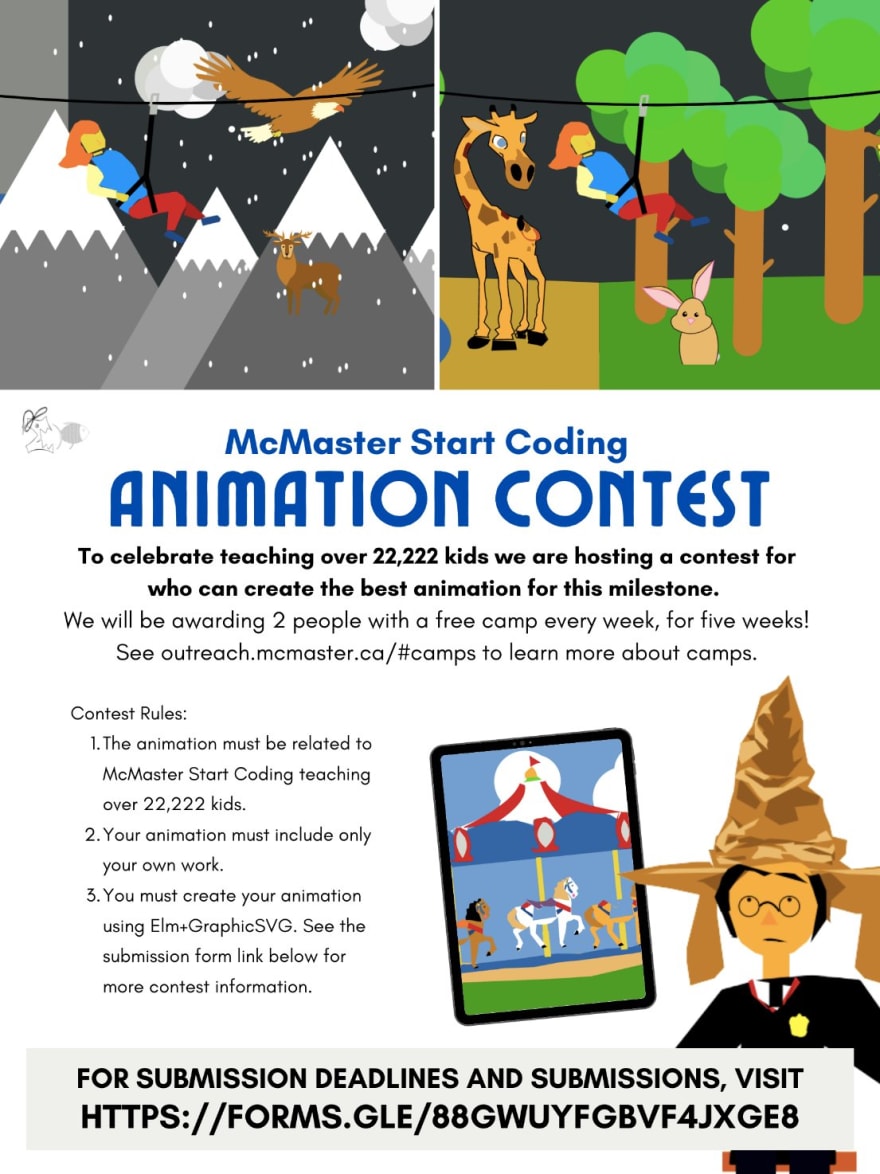 McMaster Start Coding
ANIMATION CONTEST
To celebrate teaching over 22,222 kids we are hosting a contest for
who can create the best animation for this milestone.
We will be awarding 2 people with a free camp every week, for five weeks!
See outreach.mcmaster.ca/#camps to learn more about camps.
Contest Rules:
1. The animation must be related to
McMaster Start Coding teaching
over 22,222 kids.
2. Your animation must include only
your own work.
3. You must create your animation
using Elm+GraphicSVG. See the
submission form link below for
more contest information.
FOR SUBMISSION DEADLINES AND SUBMISSIONS, VISIT
HTTPS://FORMS.GLE/88GWUYFGBVF4JXGE8